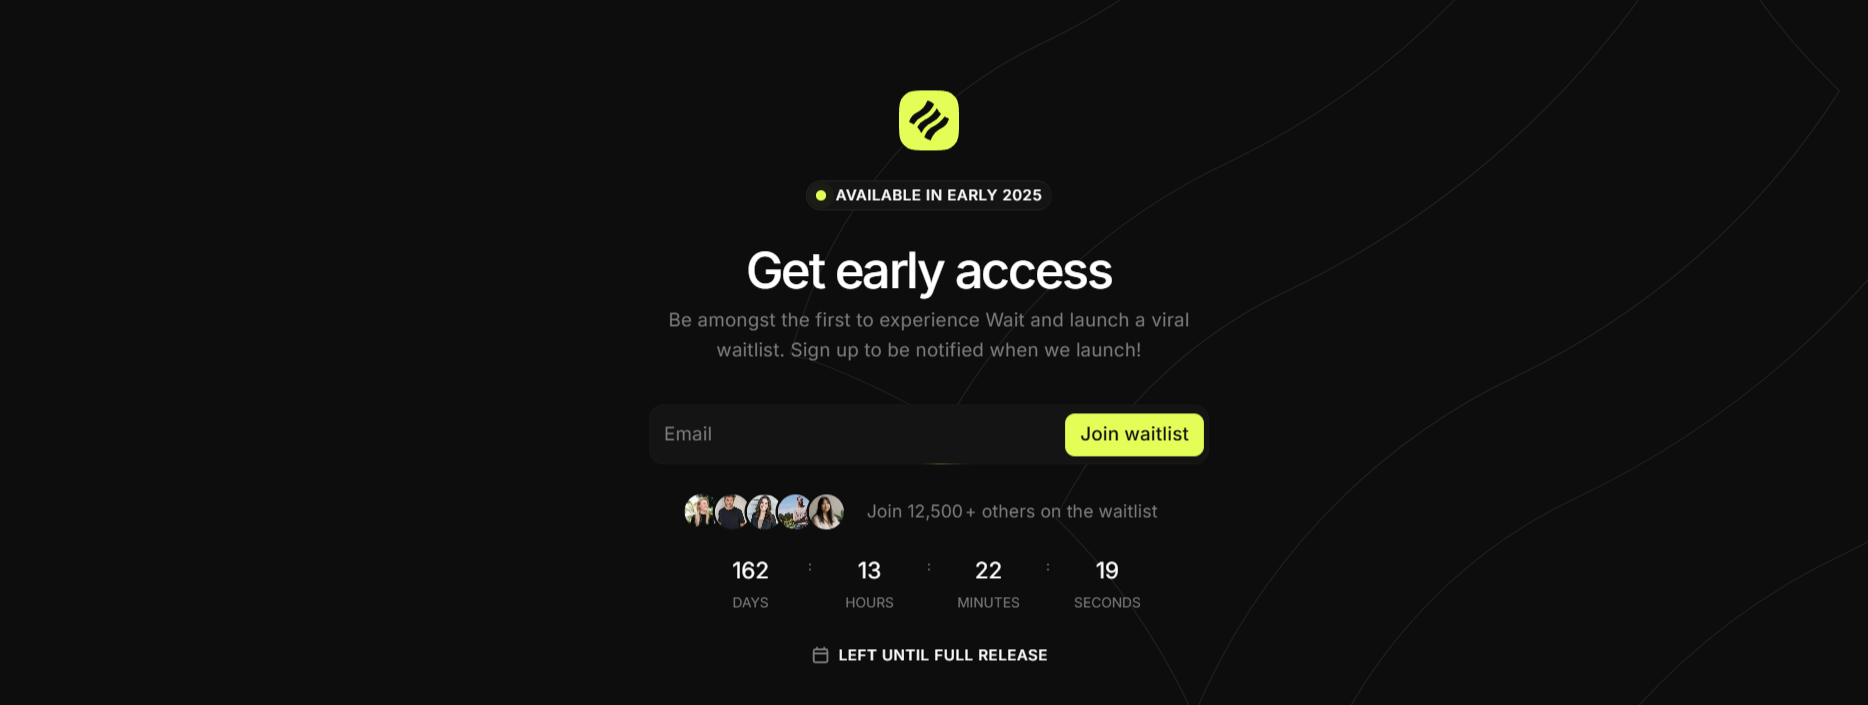 AVAILABLE IN EARLY 2025
Get early access
Be amongst the first to experience Wait and launch a viral
waitlist. Sign up to be notified when we launch!
Email
Join waitlist
Join 12,500+ others on the waitlist
162 : 13 : 22 : 19
DAYS HOURS MINUTES SECONDS
LEFT UNTIL FULL RELEASE